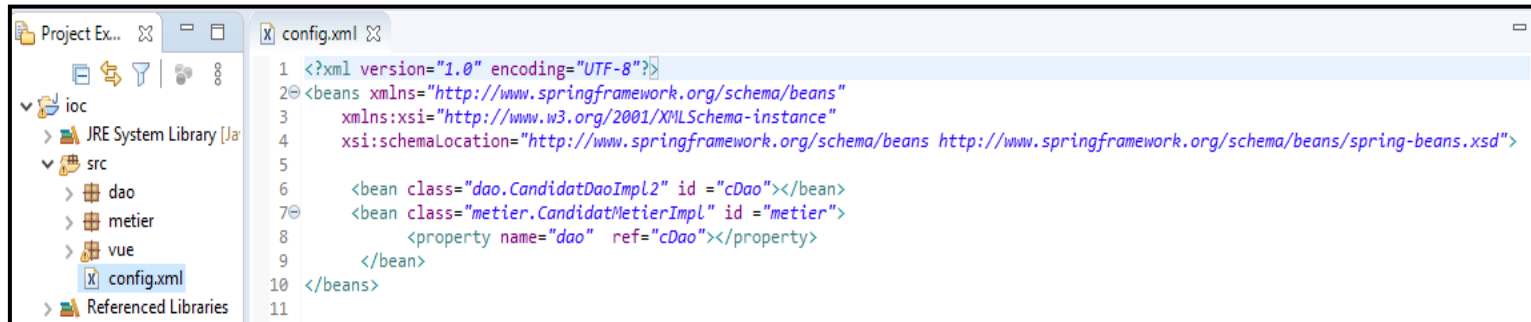 Project Ex...
config.xml
ioc
JRE System Library [Ja
src
dao
metier
vue
config.xml
Referenced Libraries
1 <?xml version="1.0" encoding="UTF-8"?>
2 <beans xmlns="http://www.springframework.org/schema/beans"
3 xmlns:xsi="http://www.w3.org/2001/XMLSchema-instance"
4 xsi:schemaLocation="http://www.springframework.org/schema/beans http://www.springframework.org/schema/beans/spring-beans.xsd">
5
6 <bean class="dao.CandidatDaoImpl2" id ="cDao"></bean>
7 <bean class="metier.CandidatMetierImpl" id ="metier">
8 <property name="dao"  ref="cDao"></property>
9 </bean>
10 </beans>
11